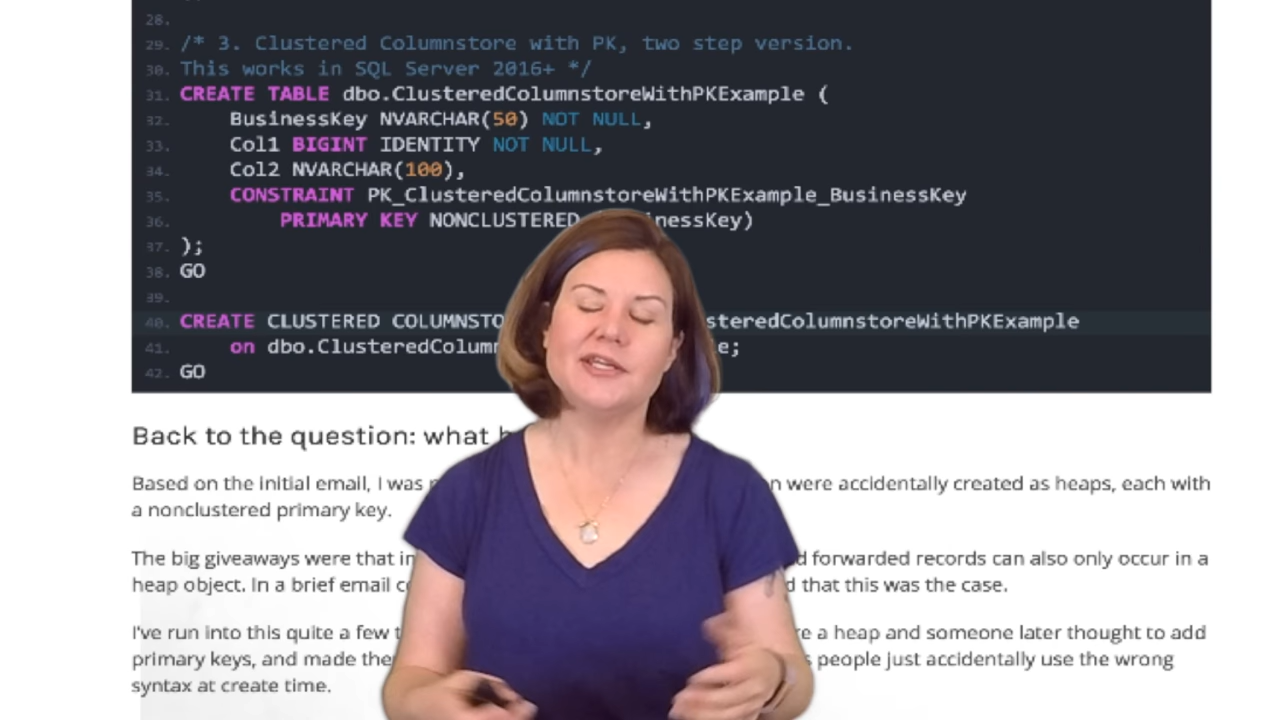 28.
29. /* 3. Clustered Columnstore with PK, two step version.
30. This works in SQL Server 2016+ */
31. CREATE TABLE dbo.ClusteredColumnstoreWithPKExample (
32. BusinessKey NVARCHAR(50) NOT NULL,
33. Col1 BIGINT IDENTITY NOT NULL,
34. Col2 NVARCHAR(100),
35. CONSTRAINT PK_ClusteredColumnstoreWithPKExample_BusinessKey
36. PRIMARY KEY NONCLUSTERED inessKey)
37. );
38. GO
39.
40. CREATE CLUSTERED COLUMNSTO steredColumnstoreWithPKExample
41. on dbo.ClusteredColumn e;
42. GO
Back to the question: what
Based on the initial email, I was n were accidentally created as heaps, each with
a nonclustered primary key.
The big giveaways were that in d forwarded records can also only occur in a
heap object. In a brief email d that this was the case.
I've run into this quite a few e a heap and someone later thought to add
primary keys, and made the people just accidentally use the wrong
syntax at create time.